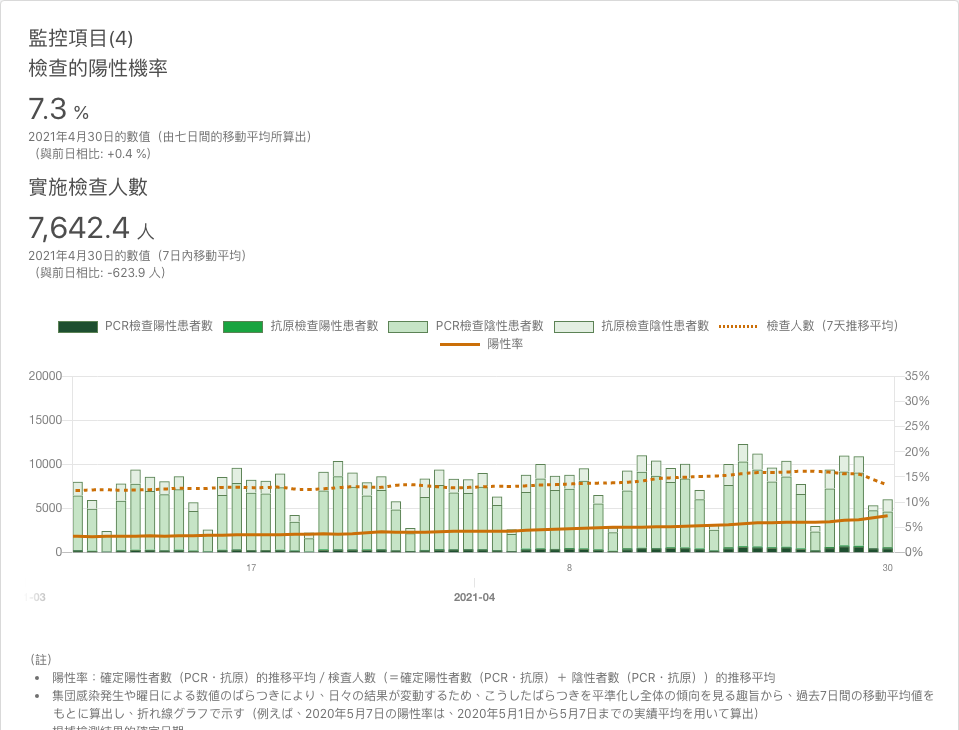 監控項目(4)
檢查的陽性機率
7.3 %
2021年4月30日的數值（由七日間的移動平均所算出）
（與前日相比: +0.4 %）
實施檢查人數
7,642.4 人
2021年4月30日的數值（7日內移動平均）
（與前日相比: -623.9 人）
PCR檢查陽性患者數 抗原檢查陽性患者數 PCR檢查陰性患者數 抗原檢查陰性患者數 檢查人數（7天推移平均）
陽性率
20000 35%
30%
15000 25%
20%
10000 15%
10%
5000 5%
0 0%
17 8 30
-03 2021-04
（註）
• 陽性率：確定陽性者數（PCR・抗原）的推移平均 / 検査人數（＝確定陽性者數（PCR・抗原）＋ 陰性者數（PCR・抗原））的推移平均
• 集団感染発生や曜日による数値のばらつきにより、日々の結果が変動するため、こうしたばらつきを平準化し全体の傾向を見る趣旨から、過去7日間の移動平均値を
もとに算出し、折れ線グラフで示す（例えば、2020年5月7日の陽性率は、2020年5月1日から5月7日までの実績平均を用いて算出）